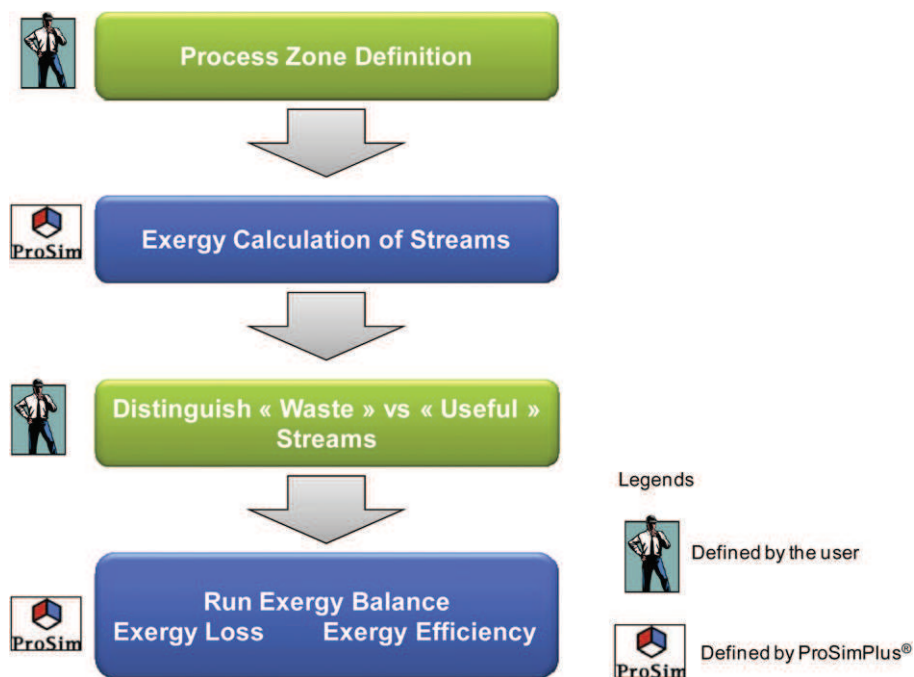 Process Zone Definition
ProSim
Exergy Calculation of Streams
Distinguish « Waste » vs « Useful »
Streams
ProSim
Run Exergy Balance
Exergy Loss Exergy Efficiency
Legends
Defined by the user
ProSim
Defined by ProSimPlus®